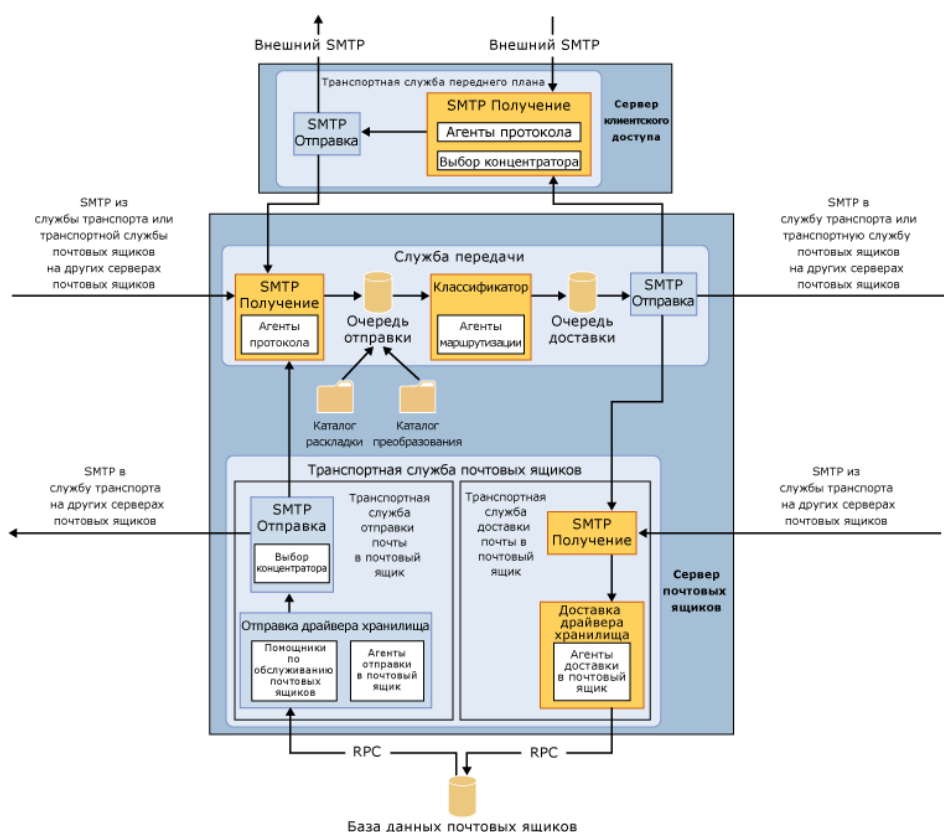 Внешний SMTP
Внешний SMTP
Транспортная служба переднего плана
SMTP Получение
Агенты протокола
Выбор концентратора
SMTP
Отправка
Сервер
клиентского
доступа
SMTP из
службы транспорта или
транспортной службы
почтовых ящиков
на других серверах
почтовых ящиков
SMTP в
службу транспорта или
транспортную службу
почтовых ящиков
на других серверах
почтовых ящиков
Служба передачи
SMTP
Получение
Агенты
протокола
Очередь
отправки
Классификатор
Агенты
маршрутизации
Очередь
доставки
SMTP
Отправка
Каталог
раскладки
Каталог
преобразования
SMTP в
службу транспорта
на других серверах
почтовых ящиков
SMTP из
службы транспорта
на других серверах
почтовых ящиков
Транспортная служба почтовых ящиков
SMTP
Отправка
Выбор
концентратора
Транспортная
служба
отправки
почты
в почтовый
ящик
Транспортная
служба
доставки
почты в
почтовый
ящик
SMTP
Получение
Сервер
почтовых
ящиков
Отправка драйвера хранилища
Помощники
по
обслуживанию
почтовых
ящиков
Агенты
отправки
в почтовый
ящик
Доставка
драйвера
хранилища
Агенты
доставки
в почтовый
ящик
RPC
RPC
База данных почтовых ящиков